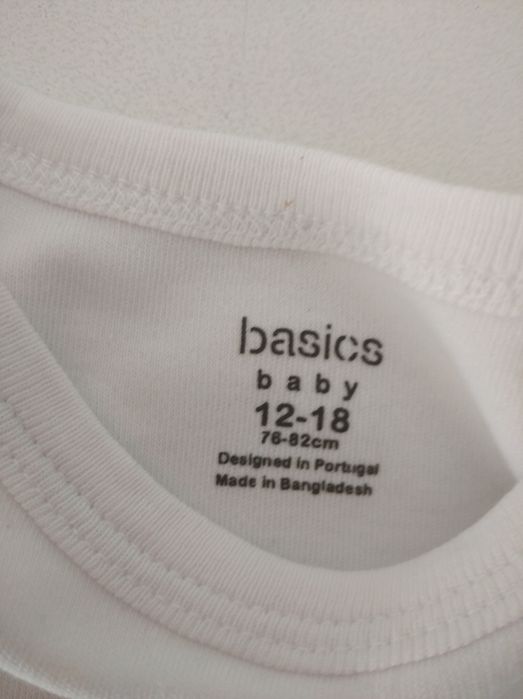 basics
baby
12-18
76-82cm
Designed in Portugal
Made in Bangladesh